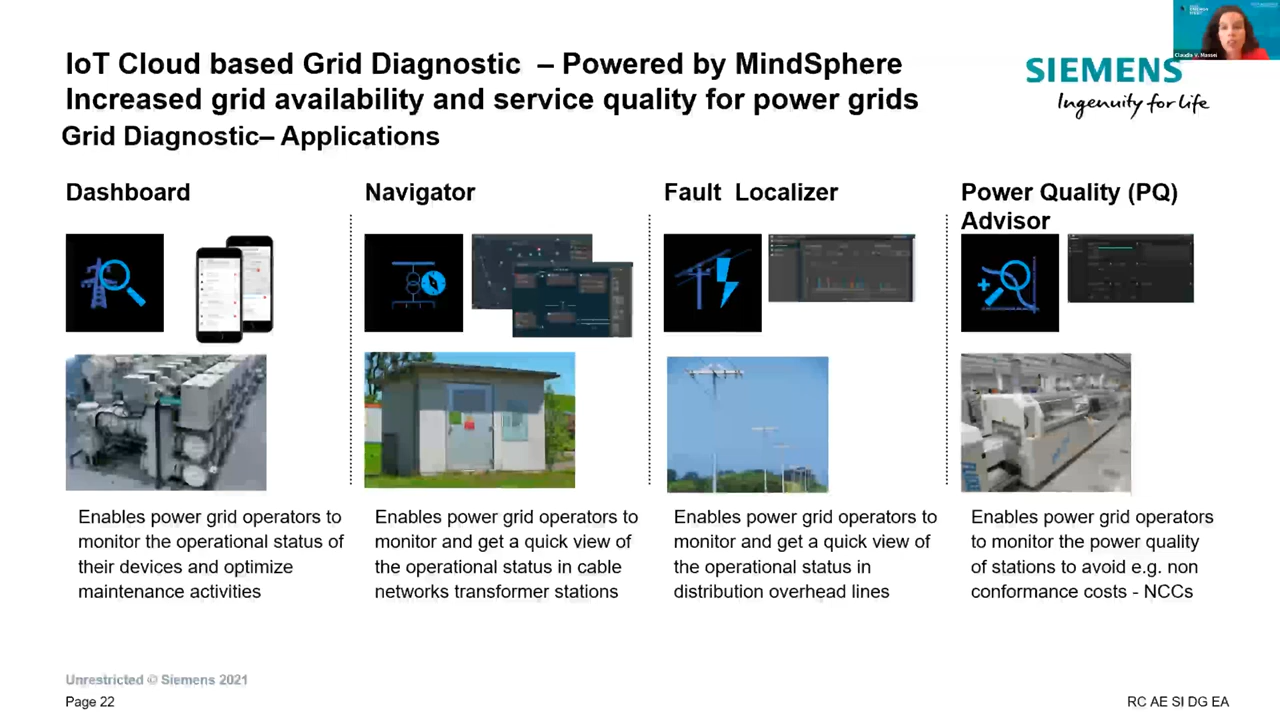 IoT Cloud based Grid Diagnostic – Powered by MindSphere
Increased grid availability and service quality for power grids
Grid Diagnostic– Applications
SIEMENS
Ingenuity for life
Claudia V. Massei
Dashboard
Navigator
Fault Localizer
Power Quality (PQ)
Advisor
Enables power grid operators to
monitor the operational status of
their devices and optimize
maintenance activities
Enables power grid operators to
monitor and get a quick view of
the operational status in cable
networks transformer stations
Enables power grid operators to
monitor and get a quick view of
the operational status in
distribution overhead lines
Enables power grid operators
to monitor the power quality
of stations to avoid e.g. non
conformance costs - NCCs
Unrestricted © Siemens 2021
Page 22
RC AE SI DG EA